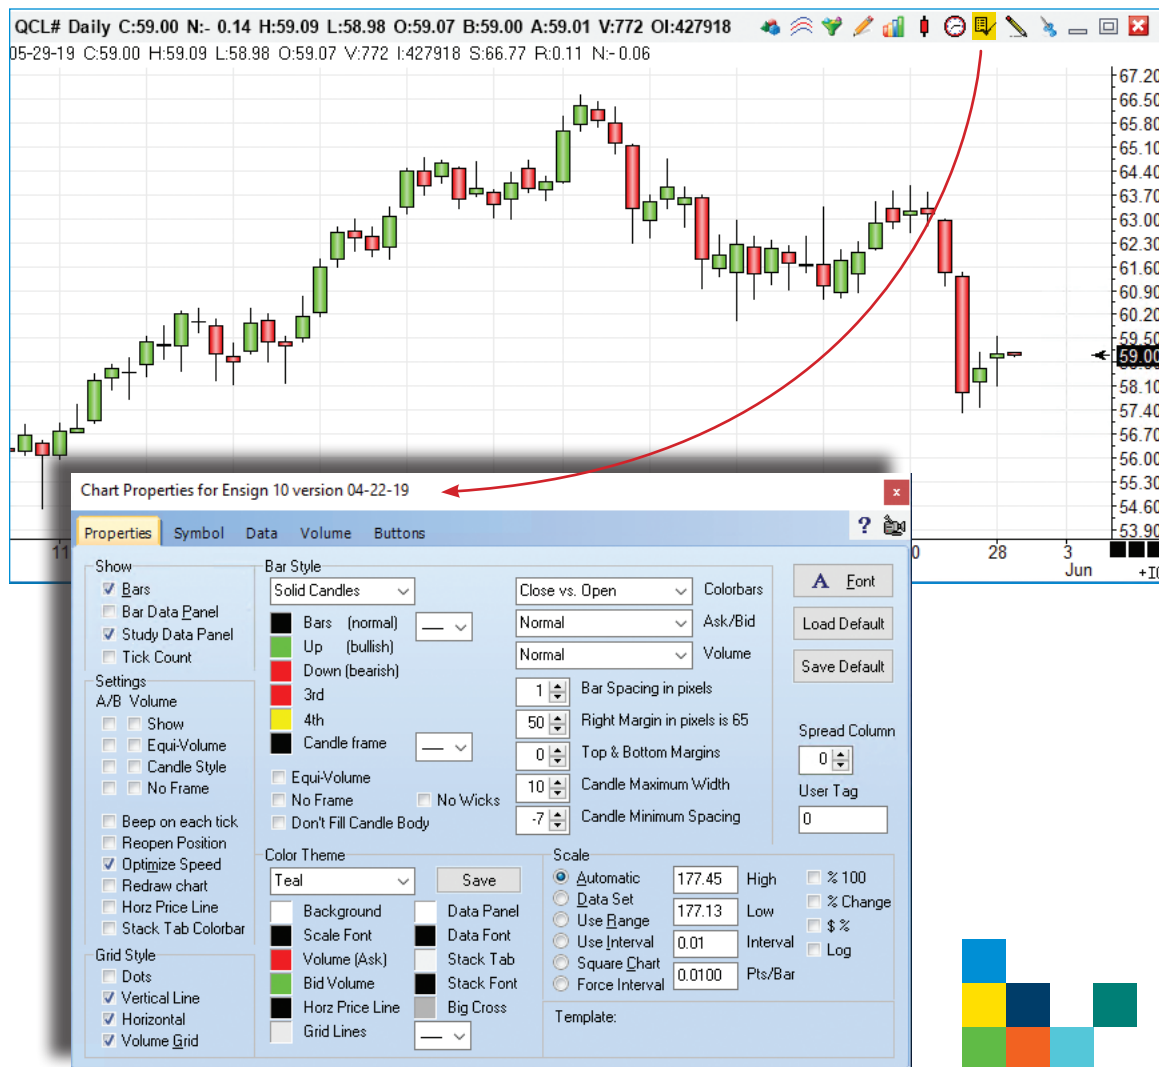 QCL# Daily C:59.00 N:- 0.14 H:59.09 L:58.98 O:59.07 B:59.00 A:59.01 V:772 OI:427918
05-29-19 C:59.00 H:59.09 L:58.98 O:59.07 V:772 I:427918 S:66.77 R:0.11 N:-0.06
67.20
66.50
65.80
65.10
64.40
63.70
63.00
62.30
61.60
60.90
60.20
59.50
59.00
58.10
57.40
56.70
56.00
55.30
54.60
53.90
11
0
28
3
Jun
Chart Properties for Ensign 10 version 04-22-19
x
Properties Symbol Data Volume Buttons
?
Show
Bars
Bar Data Panel
Study Data Panel
Tick Count
Settings
A/B Volume
Show
Equi-Volume
Candle Style
No Frame
Beep on each tick
Reopen Position
Optimize Speed
Redraw chart
Horz Price Line
Stack Tab Colorbar
Grid Style
Dots
Vertical Line
Horizontal
Volume Grid
Bar Style
Solid Candles
Bars (normal)
Up (bullish)
Down (bearish)
3rd
4th
Candle frame
Equi-Volume
No Frame No Wicks
Don't Fill Candle Body
Close vs. Open Colorbars
Normal Ask/Bid
Normal Volume
1 Bar Spacing in pixels
50 Right Margin in pixels is 65
0 Top & Bottom Margins
10 Candle Maximum Width
-7 Candle Minimum Spacing
A Font
Load Default
Save Default
Spread Column
0
User Tag
0
Color Theme
Teal Save
Background Data Panel
Scale Font Data Font
Volume (Ask) Stack Tab
Bid Volume Stack Font
Horz Price Line Big Cross
Grid Lines
Scale
Automatic
Data Set
Use Range
Use Interval
Square Chart
Force Interval
177.45 High
177.13 Low
0.01 Interval
0.0100 Pts/Bar
% 100
% Change
$ %
Log
Template: